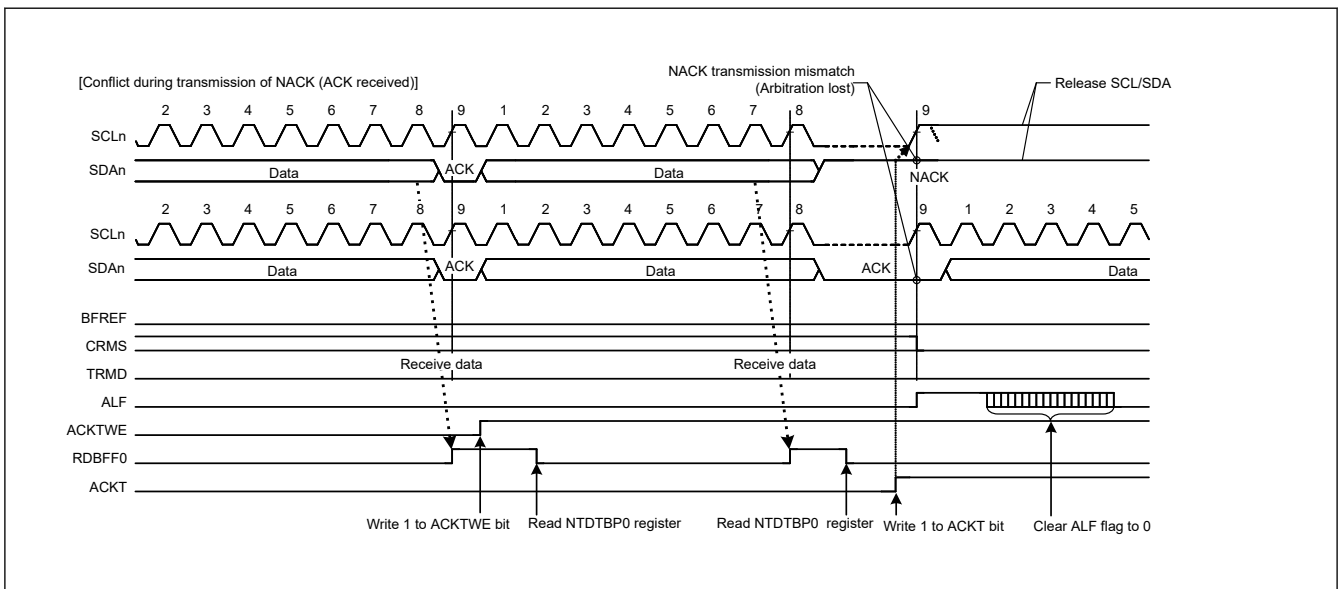 [Conflict during transmission of NACK (ACK received)]
NACK transmission mismatch
(Arbitration lost)
Release SCL/SDA
2 3 4 5 6 7 8 9 1 2 3 4 5 6 7 8 9
SCLn
SDAn Data ACK Data NACK
2 3 4 5 6 7 8 9 1 2 3 4 5 6 7 8 9 1 2 3 4 5
SCLn
SDAn Data ACK Data ACK Data
BFREF
CRMS
Receive data Receive data
TRMD
ALF
ACKTWE
RDBFF0
ACKT
Write 1 to ACKTWE bit Read NTDTBP0 register Read NTDTBP0 register Write 1 to ACKT bit Clear ALF flag to 0